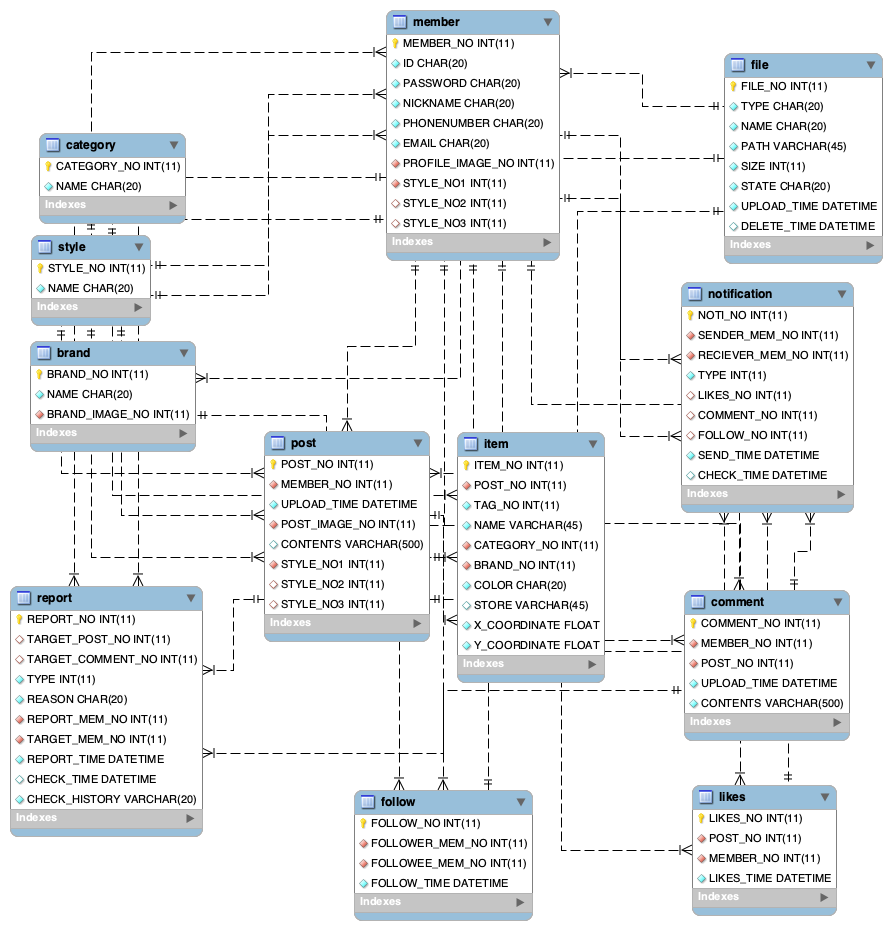 member
MEMBER_NO INT(11)
ID CHAR(20)
PASSWORD CHAR(20)
NICKNAME CHAR(20)
PHONENUMBER CHAR(20)
EMAIL CHAR(20)
PROFILE_IMAGE_NO INT(11)
STYLE_NO1 INT(11)
STYLE_NO2 INT(11)
STYLE_NO3 INT(11)
Indexes
file
FILE_NO INT(11)
TYPE CHAR(20)
NAME CHAR(20)
PATH VARCHAR(45)
SIZE INT(11)
STATE CHAR(20)
UPLOAD_TIME DATETIME
DELETE_TIME DATETIME
Indexes
category
CATEGORY_NO INT(11)
NAME CHAR(20)
Indexes
style
STYLE_NO INT(11)
NAME CHAR(20)
Indexes
brand
BRAND_NO INT(11)
NAME CHAR(20)
BRAND_IMAGE_NO INT(11)
Indexes
notification
NOTI_NO INT(11)
SENDER_MEM_NO INT(11)
RECIEVER_MEM_NO INT(11)
TYPE INT(11)
LIKES_NO INT(11)
COMMENT_NO INT(11)
FOLLOW_NO INT(11)
SEND_TIME DATETIME
CHECK_TIME DATETIME
Indexes
post
POST_NO INT(11)
MEMBER_NO INT(11)
UPLOAD_TIME DATETIME
POST_IMAGE_NO INT(11)
CONTENTS VARCHAR(500)
STYLE_NO1 INT(11)
STYLE_NO2 INT(11)
STYLE_NO3 INT(11)
Indexes
item
ITEM_NO INT(11)
POST_NO INT(11)
TAG_NO INT(11)
NAME VARCHAR(45)
CATEGORY_NO INT(11)
BRAND_NO INT(11)
COLOR CHAR(20)
STORE VARCHAR(45)
X_COORDINATE FLOAT
Y_COORDINATE FLOAT
Indexes
report
REPORT_NO INT(11)
TARGET_POST_NO INT(11)
TARGET_COMMENT_NO INT(11)
TYPE INT(11)
REASON CHAR(20)
REPORT_MEM_NO INT(11)
TARGET_MEM_NO INT(11)
REPORT_TIME DATETIME
CHECK_TIME DATETIME
CHECK_HISTORY VARCHAR(20)
Indexes
comment
COMMENT_NO INT(11)
MEMBER_NO INT(11)
POST_NO INT(11)
UPLOAD_TIME DATETIME
CONTENTS VARCHAR(500)
Indexes
follow
FOLLOW_NO INT(11)
FOLLOWER_MEM_NO INT(11)
FOLLOWEE_MEM_NO INT(11)
FOLLOW_TIME DATETIME
Indexes
likes
LIKES_NO INT(11)
POST_NO INT(11)
MEMBER_NO INT(11)
LIKES_TIME DATETIME
Indexes